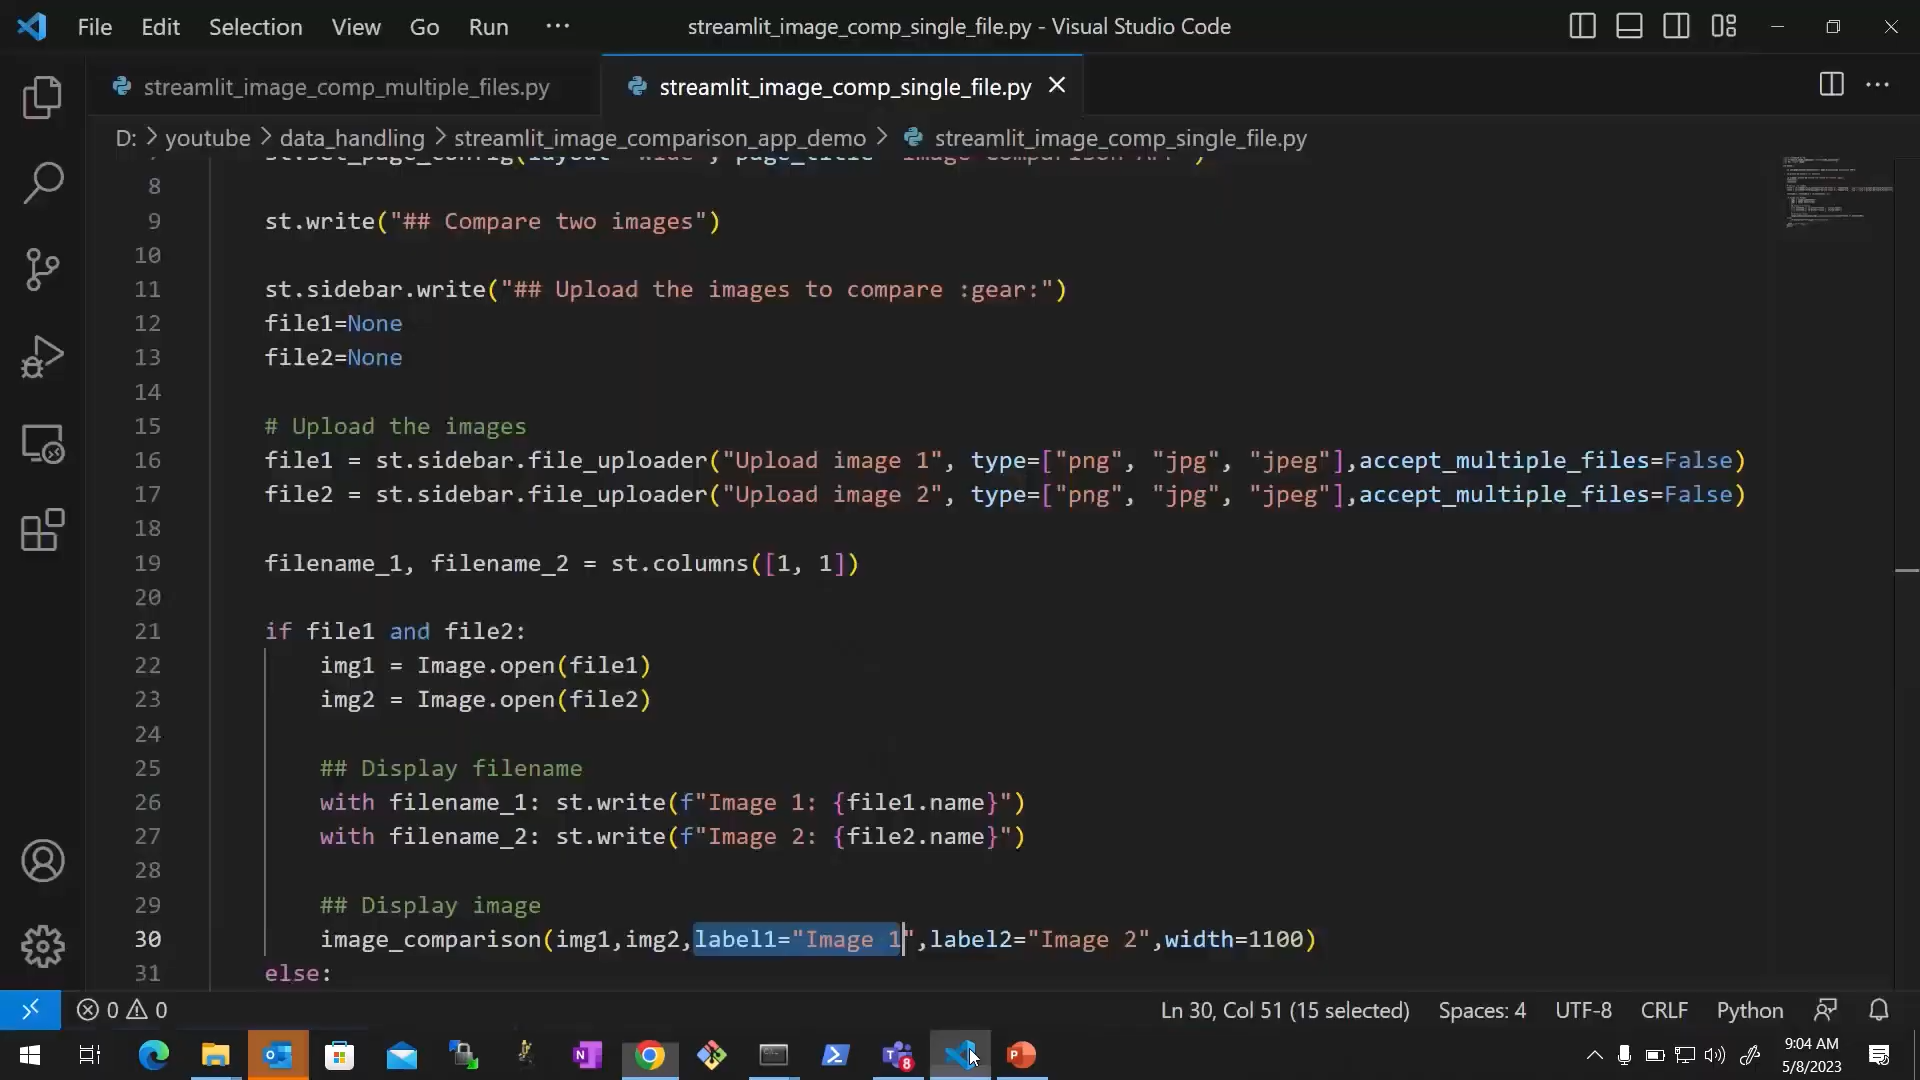 File Edit Selection View Go Run ··· streamlit_image_comp_single_file.py - Visual Studio Code
streamlit_image_comp_multiple_files.py streamlit_image_comp_single_file.py
D: > youtube > data_handling > streamlit_image_comparison_app_demo > streamlit_image_comp_single_file.py
8
9 st.write("## Compare two images")
10
11 st.sidebar.write("## Upload the images to compare :gear:")
12 file1=None
13 file2=None
14
15 # Upload the images
16 file1 = st.sidebar.file_uploader("Upload image 1", type=["png", "jpg", "jpeg"],accept_multiple_files=False)
17 file2 = st.sidebar.file_uploader("Upload image 2", type=["png", "jpg", "jpeg"],accept_multiple_files=False)
18
19 filename_1, filename_2 = st.columns([1, 1])
20
21 if file1 and file2:
22 img1 = Image.open(file1)
23 img2 = Image.open(file2)
24
25 ## Display filename
26 with filename_1: st.write(f"Image 1: {file1.name}")
27 with filename_2: st.write(f"Image 2: {file2.name}")
28
29 ## Display image
30 image_comparison(img1,img2,label1="Image 1",label2="Image 2",width=1100)
31 else:
0 0 Ln 30, Col 51 (15 selected) Spaces: 4 UTF-8 CRLF Python
9:04 AM
5/8/2023